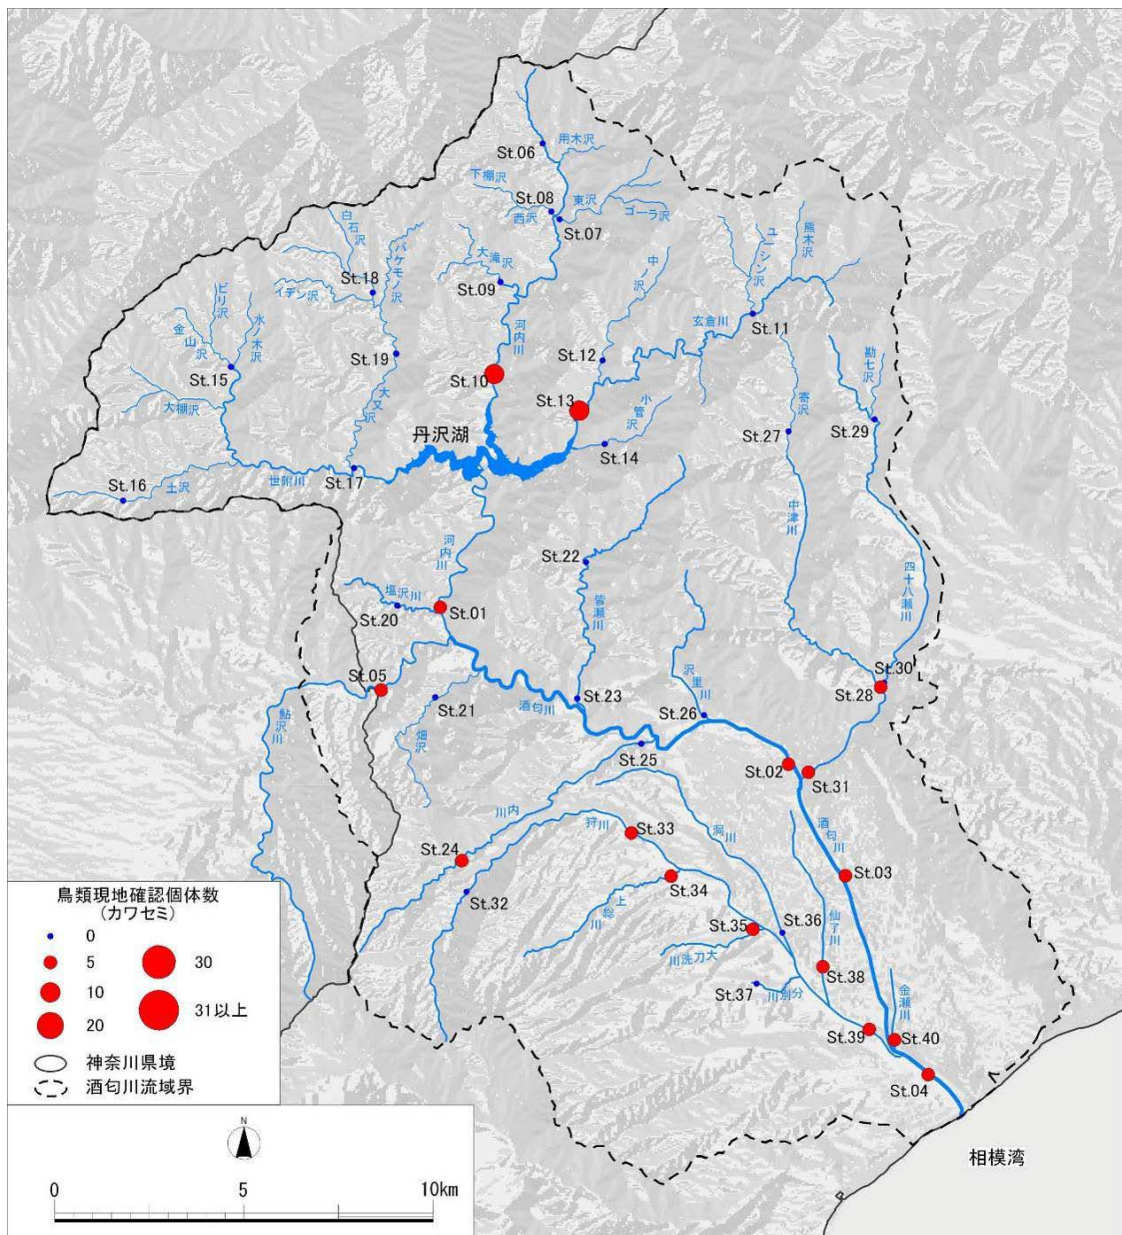 St.06
用木沢
下棚沢
St.08
西沢
東沢
ゴーラ沢
St.07
白石沢
バケモノ沢
大滝沢
中ノ沢
ユーシン沢
熊木沢
St.18
イデン沢
St.09
ビリ沢
金山沢
水ノ木沢
河内川
玄倉川
St.11
St.15
St.19
St.12
勘七沢
大棚沢
St.10
St.13
小菅沢
寄沢
大又沢
丹沢湖
St.27
St.29
St.14
St.16
土沢
世附川
St.17
中津川
河内川
St.22
四十八瀬川
塩沢川
St.20
St.01
皆瀬川
St.05
沢里川
St.30
St.28
鮎沢川
St.21
St.23
酒匂川
St.26
畑沢
St.25
St.02
St.31
川内
狩川
洞川
酒匂川
St.33
St.24
St.34
St.03
St.32
川総上
仙了川
St.35
St.36
川洗刀大
St.38
St.37
川別分
金瀬川
St.39
St.40
St.04
相模湾
鳥類現地確認個体数
(カワセミ)
0
5
10
20
30
31以上
神奈川県境
酒匂川流域界
N
0 5 10km